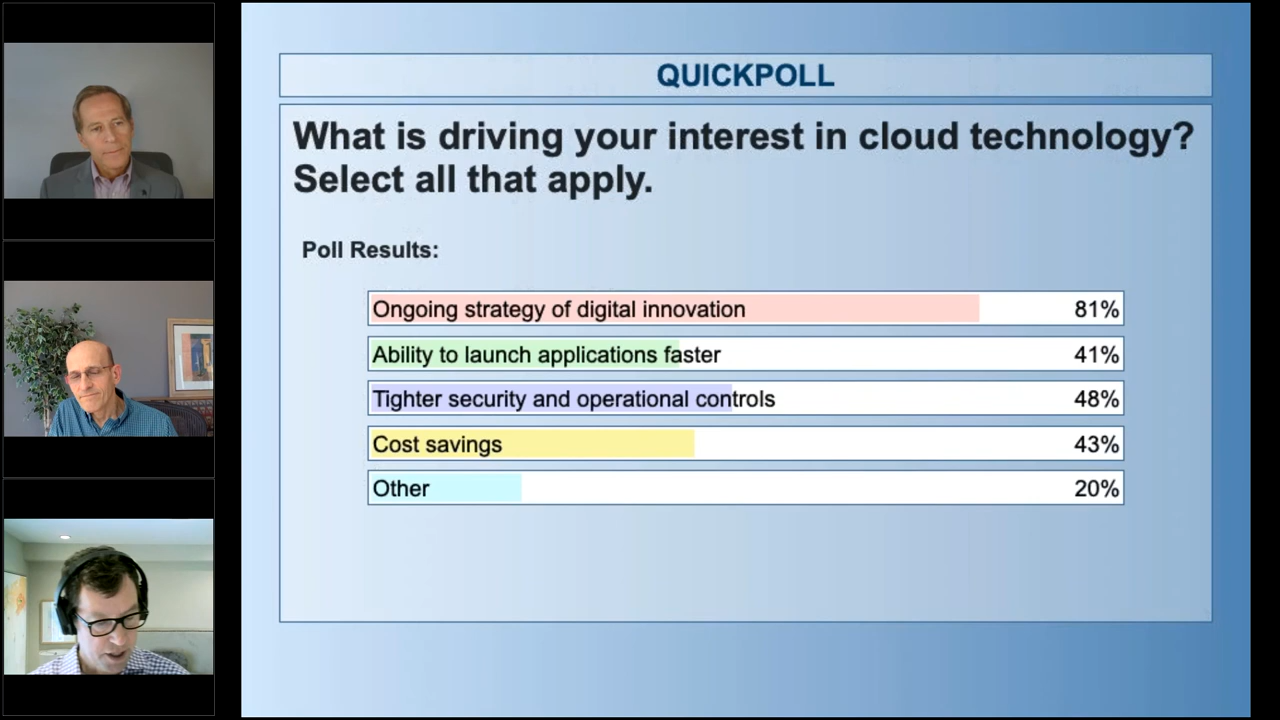 QUICKPOLL
What is driving your interest in cloud technology?
Select all that apply.
Poll Results:
Ongoing strategy of digital innovation 81%
Ability to launch applications faster 41%
Tighter security and operational controls 48%
Cost savings 43%
Other 20%